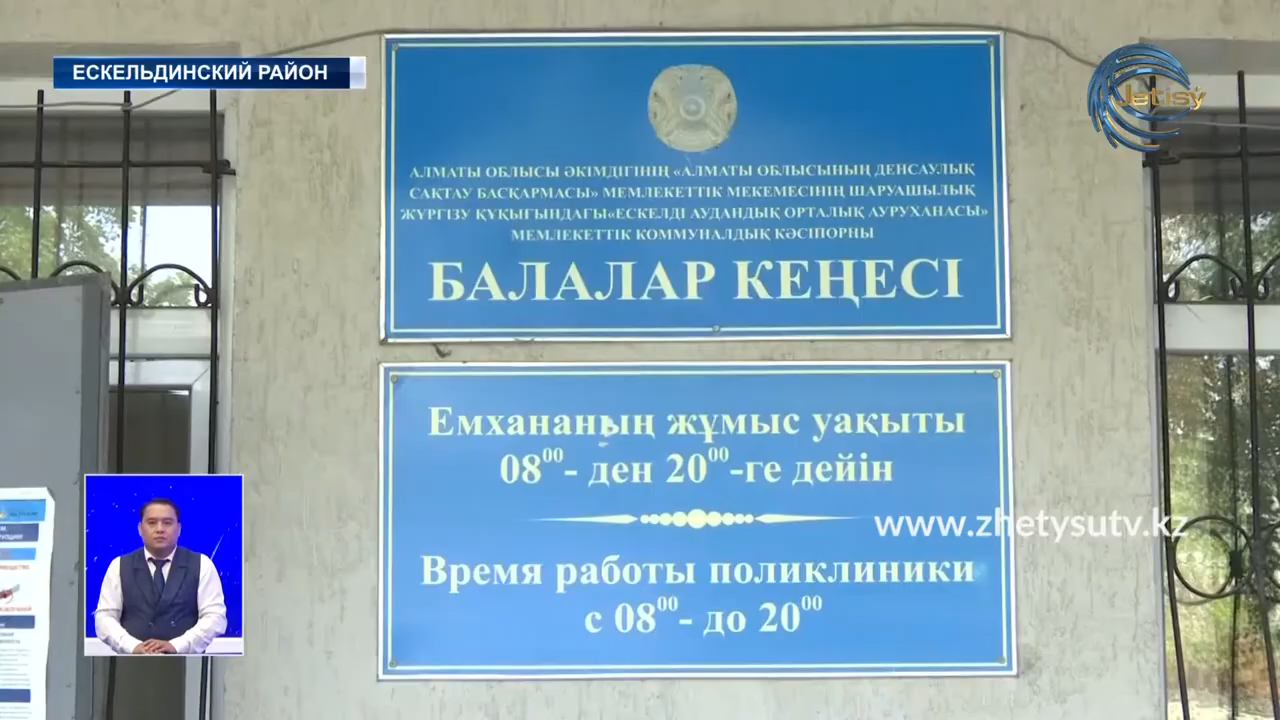 ЕСКЕЛЬДИНСКИЙ РАЙОН
Jetisý
АЛМАТЫ ОБЛЫСЫ ӘКІМДІГІНІҢ «АЛМАТЫ ОБЛЫСЫНЫҢ ДЕНСАУЛЫҚ
САҚТАУ БАСҚАРМАСЫ» МЕМЛЕКЕТТІК МЕКЕМЕСІНІҢ ШАРУАШЫЛЫҚ
ЖҮРГІЗУ ҚҰҚЫҒЫНДАҒЫ«ЕСКЕЛДІ АУДАНДЫҚ ОРТАЛЫҚ АУРУХАНАСЫ»
МЕМЛЕКЕТТІК КОММУНАЛДЫҚ КӘСІПОРНЫ
БАЛАЛАР КЕҢЕСІ
Емхананың жұмыс уақыты
08⁰⁰- ден 20⁰⁰-ге дейін
www.zhetysutv.kz
Время работы поликлиники
с 08⁰⁰- до 20⁰⁰